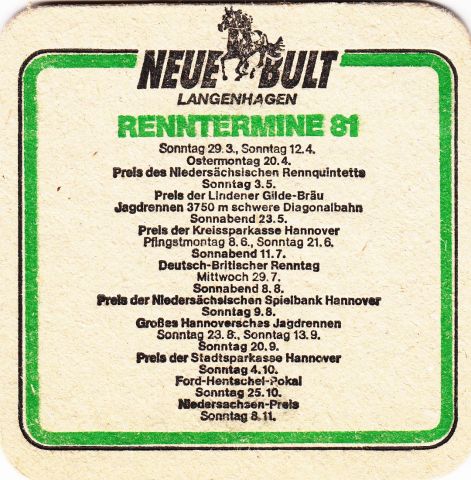 NEUE BULT
LANGENHAGEN
RENNTERMINE 81
Sonntag 29.3., Sonntag 12.4.
Ostermontag 20.4.
Preis des Niedersächsischen Rennquintetts
Sonntag 3.5.
Preis der Lindener Gilde-Bräu
Jagdrennen 3750 m schwere Diagonalbahn
Sonnabend 23.5.
Preis der Kreissparkasse Hannover
Pfingstmontag 8.6., Sonntag 21.6.
Sonnabend 11.7.
Deutsch-Britischer Renntag
Mittwoch 29.7.
Sonnabend 8.8.
Preis der Niedersächsischen Spielbank Hannover
Sonntag 9.8.
Großes Hannoversches Jagdrennen
Sonntag 23.8., Sonntag 13.9.
Sonntag 20.9.
Preis der Stadtsparkasse Hannover
Sonntag 4.10.
Ford-Hentschel-Pokal
Sonntag 25.10.
Niedersachsen-Preis
Sonntag 8.11.